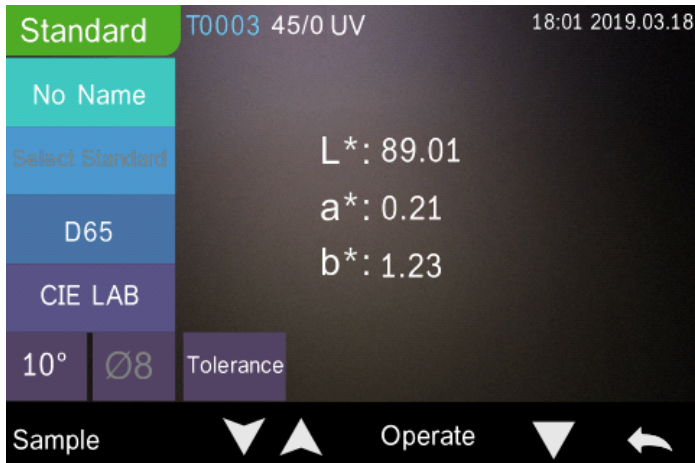 Standard
T0003 45/0 UV
18:01 2019.03.18
No Name
Select Standard
D65
CIE LAB
10°
Ø8
Tolerance
L*: 89.01
a*: 0.21
b*: 1.23
Sample
Operate